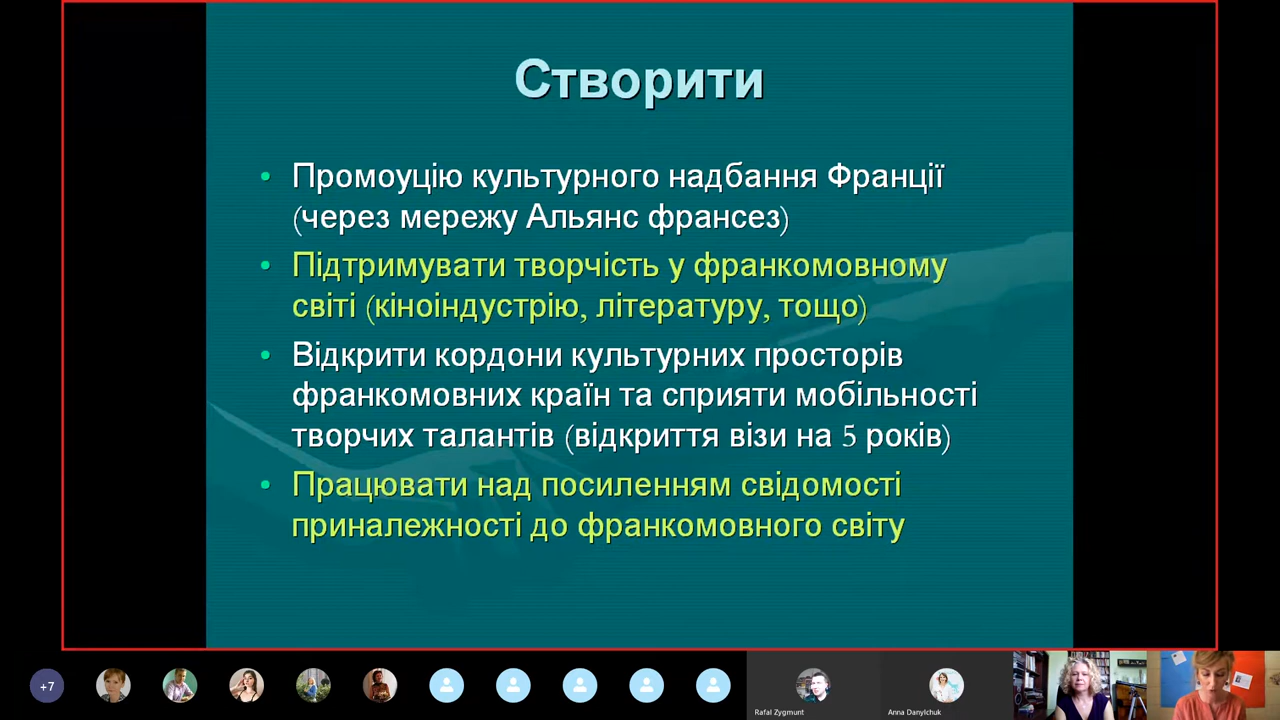 Створити
• Промоуцію культурного надбання Франції
(через мережу Альянс франсез)
• Підтримувати творчість у франкомовному
світі (кіноіндустрію, літературу, тощо)
• Відкрити кордони культурних просторів
франкомовних країн та сприяти мобільності
творчих талантів (відкриття візи на 5 років)
• Працювати над посиленням свідомості
приналежності до франкомовного світу
+7
Rafal Zygmunt
Anna Danylchuk